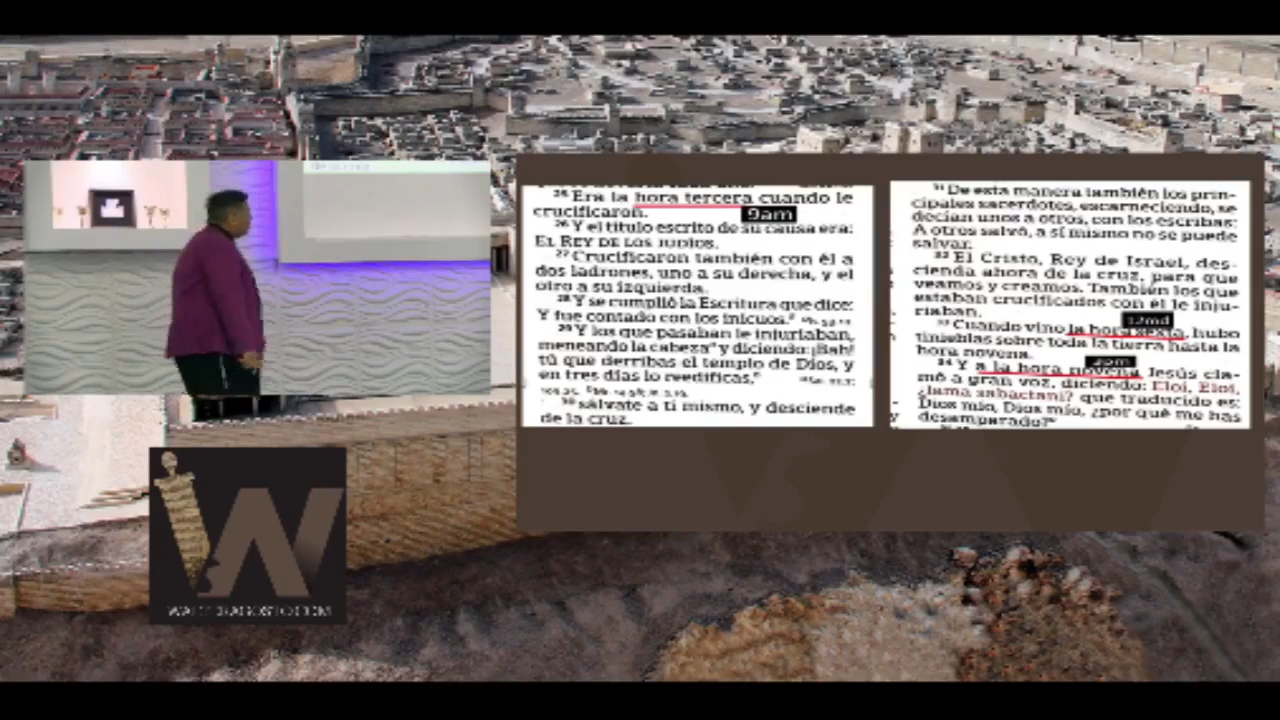 25 Era la hora tercera cuando le
9am
crucificaron.
26 Y el título escrito de su causa era:
EL REY DE LOS JUDÍOS.
27 Crucificaron también con él a
dos ladrones, uno a su derecha, y el
otro a su izquierda.
28 Y se cumplió la Escritura que dice:
Y fue contado con los inicuos.
29 Y los que pasaban le injuriaban,
meneando la cabeza y diciendo: ¡Bah!
tú que derribas el templo de Dios, y
en tres días lo reedificas,
30 sálvate a ti mismo, y desciende
de la cruz.
31 De esta manera también los prin-
cipales sacerdotes, escarneciendo, se
decían unos a otros, con los escribas:
A otros salvó, a sí mismo no se puede
salvar.
32 El Cristo, Rey de Israel, des-
cienda ahora de la cruz, para que
veamos y creamos. También los que
estaban crucificados con él le inju-
riaban.
12md
33 Cuando vino la hora sexta, hubo
tinieblas sobre toda la tierra hasta la
hora novena.
3pm
34 Y a la hora novena Jesús cla-
mó a gran voz, diciendo: Eloi, Eloi,
¿lama sabactani? que traducido es:
Dios mío, Dios mío, ¿por qué me has
desamparado?
W